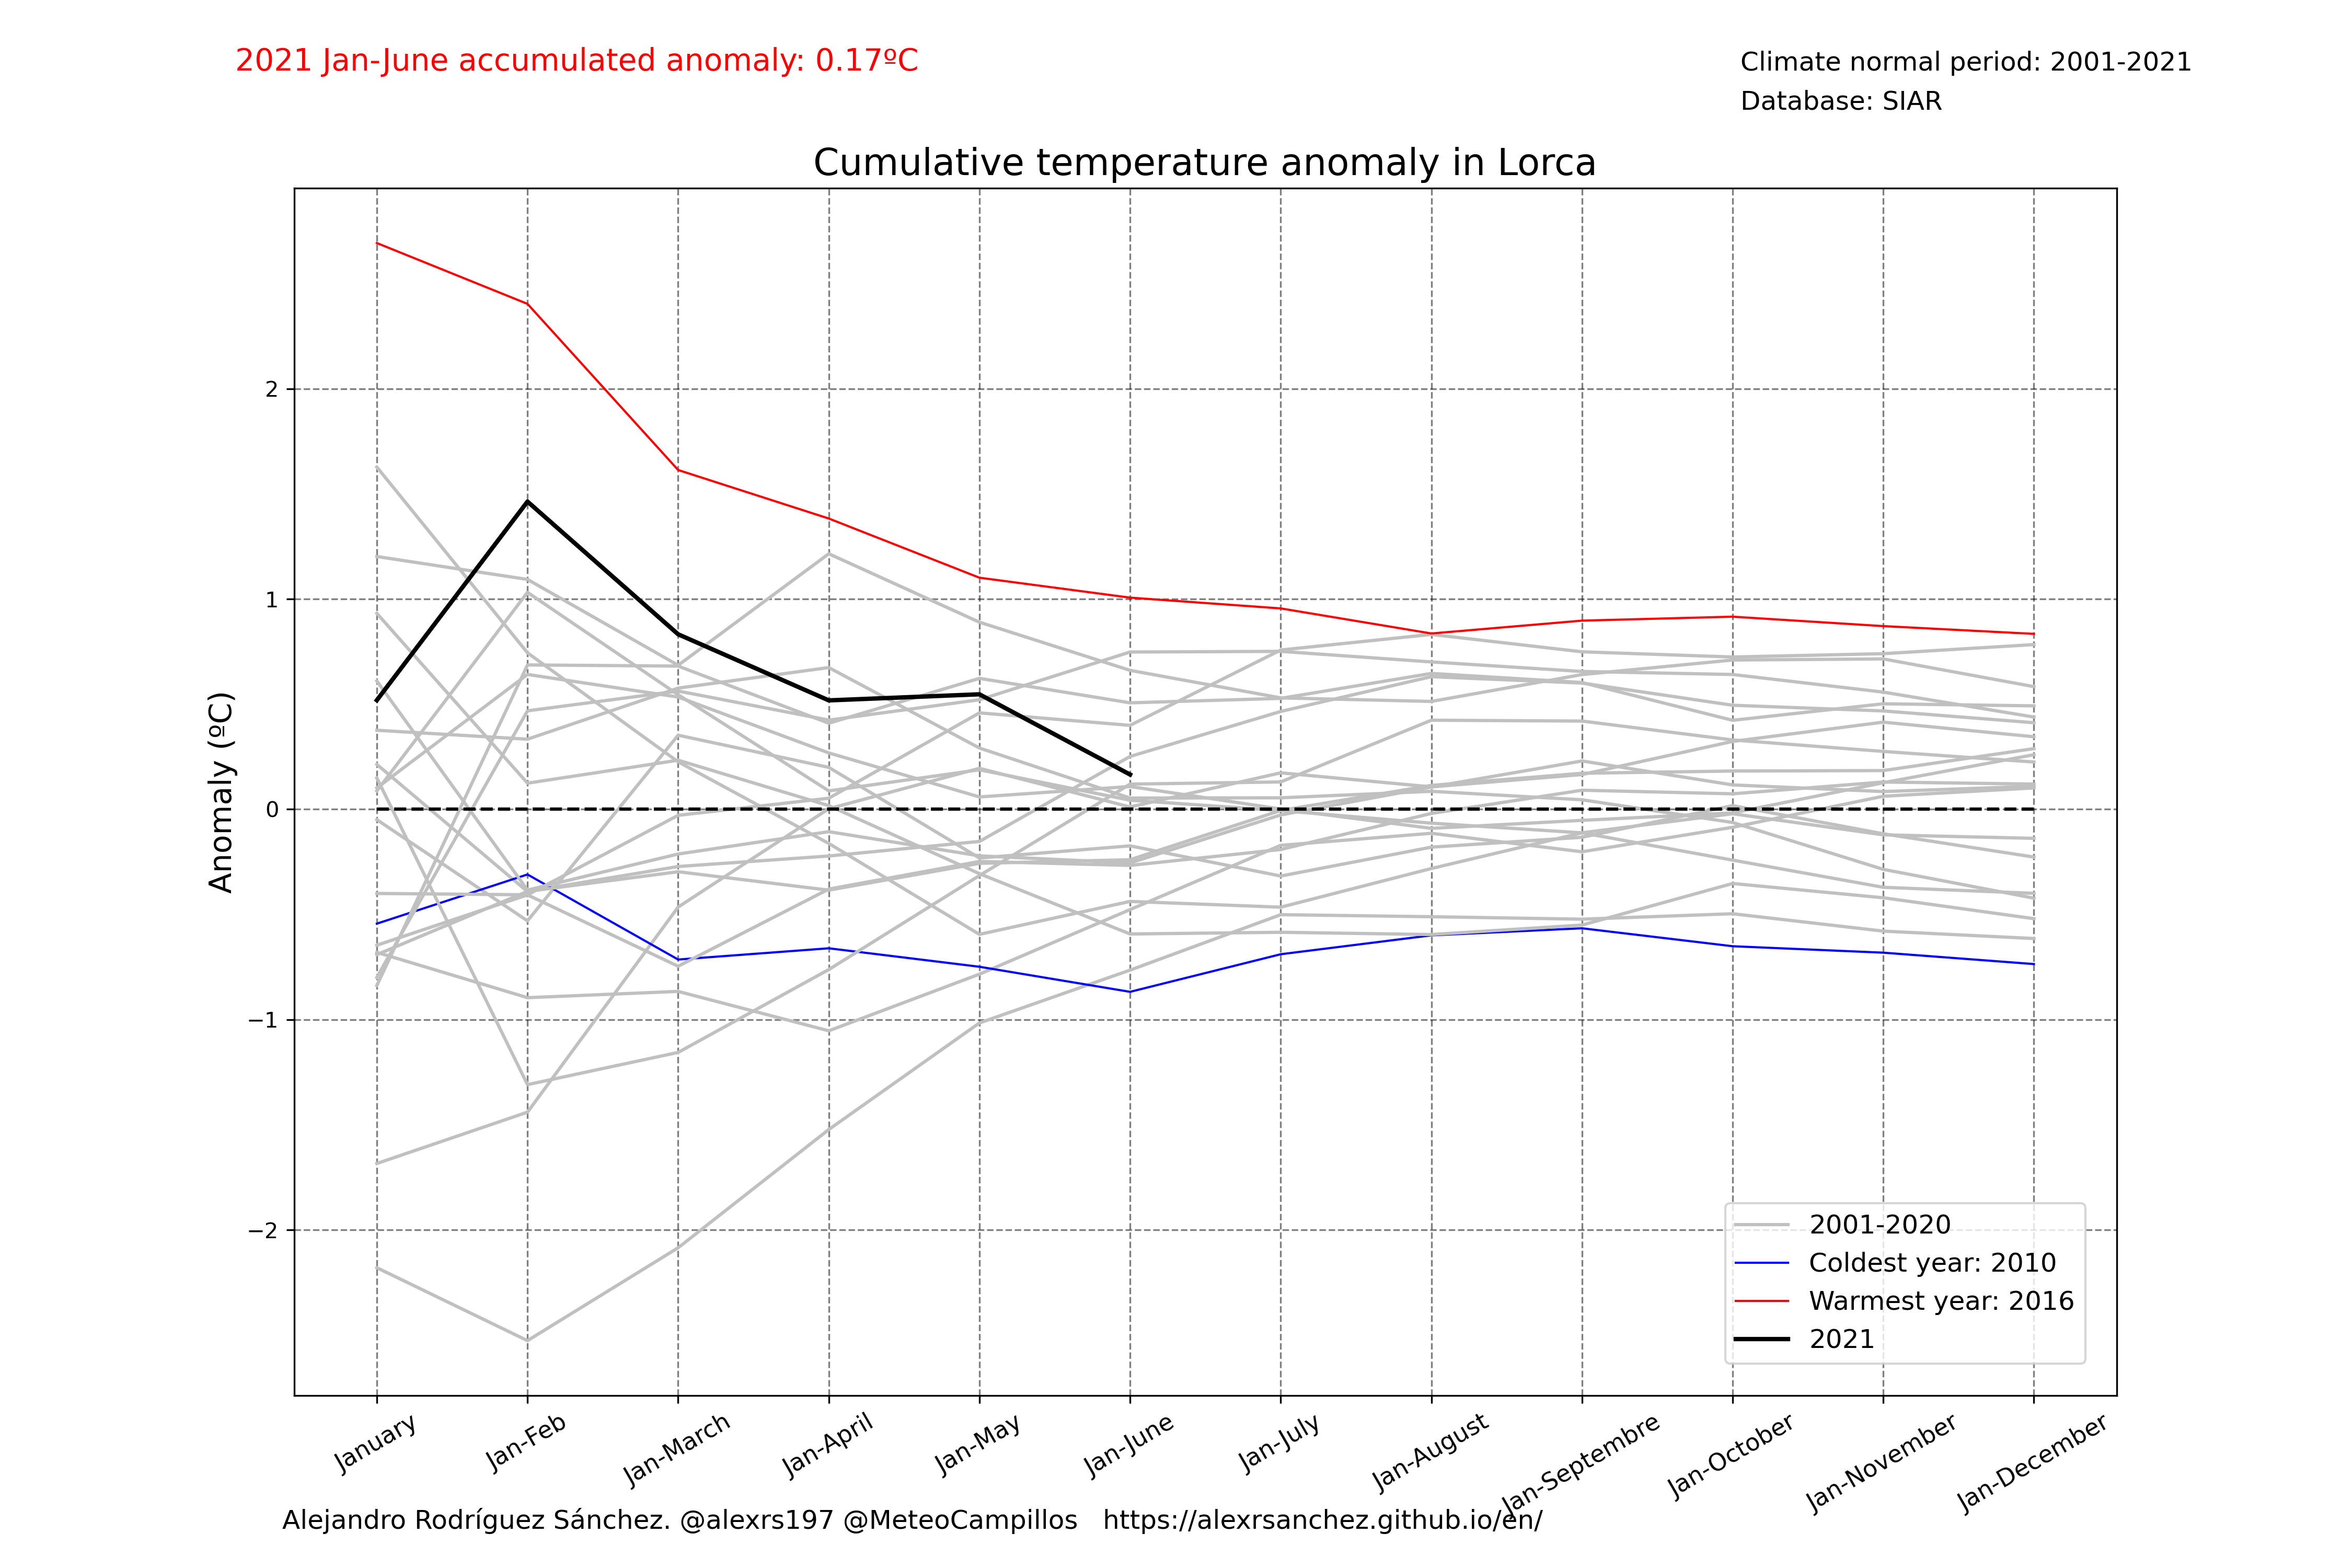 2021 Jan-June accumulated anomaly: 0.17ºC
Climate normal period: 2001-2021
Database: SIAR
Cumulative temperature anomaly in Lorca
Anomaly (ºC)
2
1
0
−1
−2
2001-2020
Coldest year: 2010
Warmest year: 2016
2021
January
Jan-Feb
Jan-March
Jan-April
Jan-May
Jan-June
Jan-July
Jan-August
Jan-Septembre
Jan-October
Jan-November
Jan-December
Alejandro Rodríguez Sánchez. @alexrs197 @MeteoCampillos https://alexrsanchez.github.io/en/